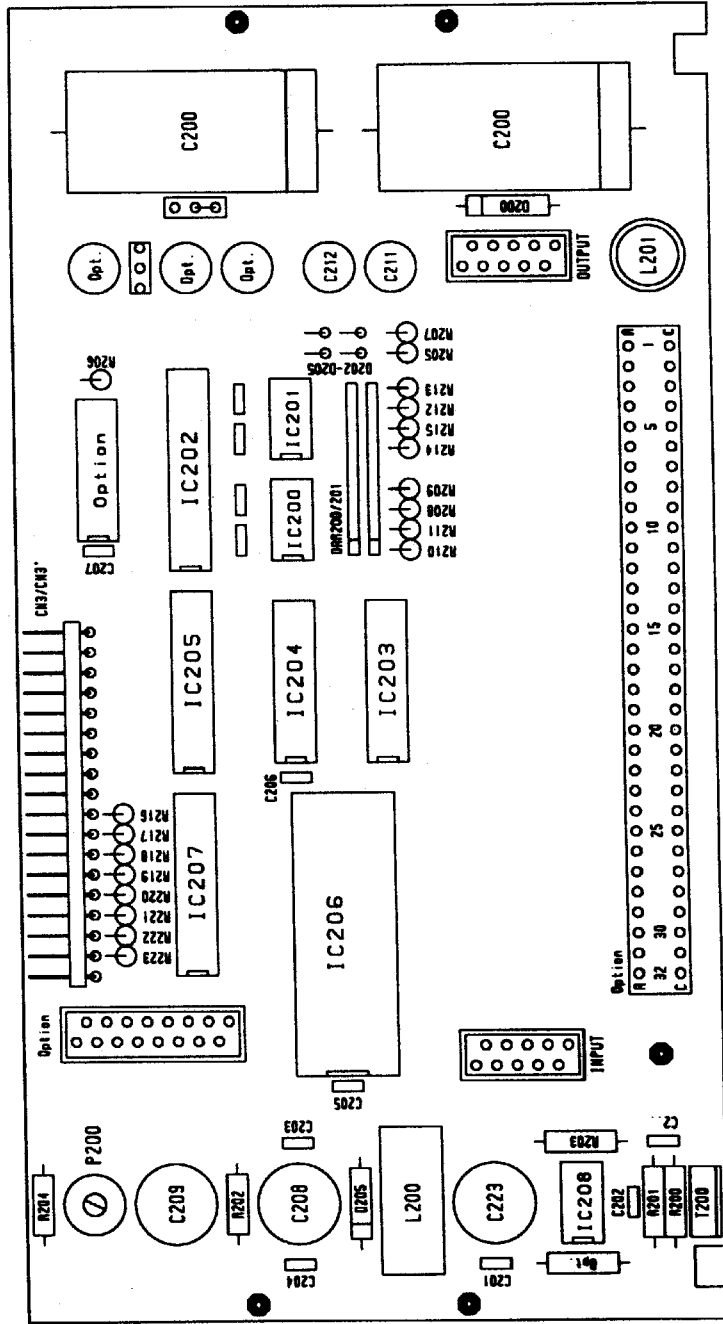 C200
C200
D200
Opt.
Opt.
Opt.
C212
C211
OUTPUT
L201
R206
Option
C207
IC202
IC201
IC200
D202-D205
R207
R205
R213
R212
R215
R214
R209
R208
R211
R210
A
C
1
5
10
15
20
25
30
32
A
C
Option
CN3/CN3'
IC205
IC204
IC203
C206
R216
R217
R218
R219
R220
R221
R222
R223
IC207
IC206
Option
C205
INPUT
R204
P200
C209
R202
C203
C208
C204
L200
C223
C201
R203
IC208
C202
Opt.
C2
R201
R200
T200